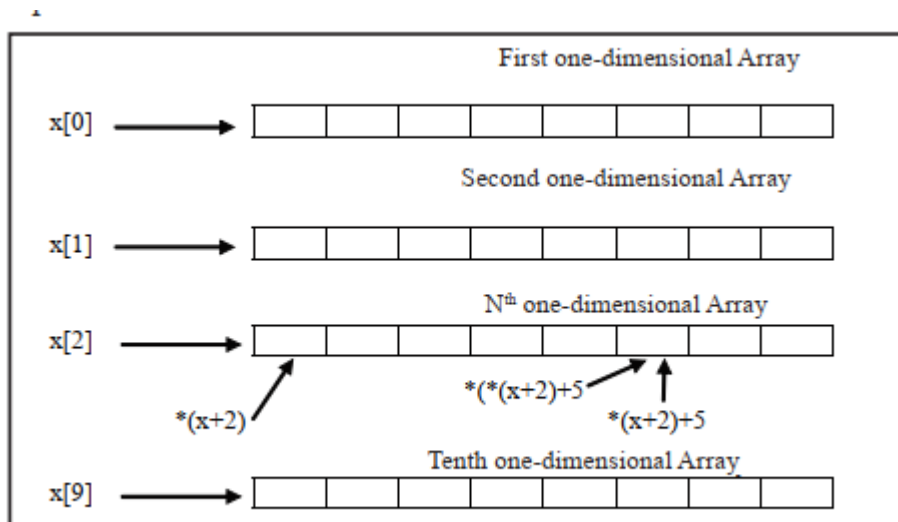 First one-dimensional Array
x[0]
Second one-dimensional Array
x[1]
Nth one-dimensional Array
x[2]
*(*(x+2)+5
*(x+2)
*(x+2)+5
Tenth one-dimensional Array
x[9]